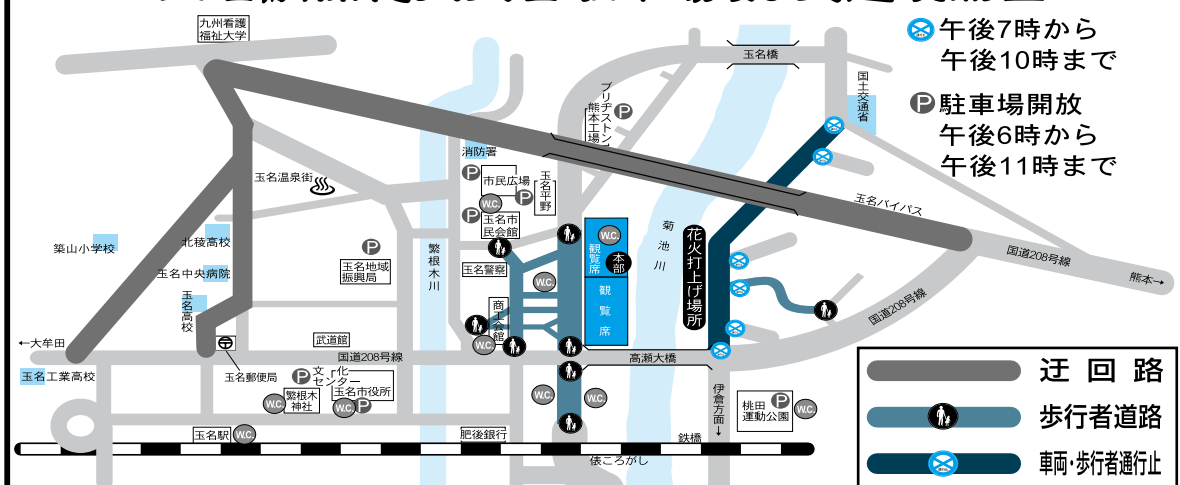 九州看護
福祉大学
午後7時から
午後10時まで
玉名橋
国土交通省
ブリヂストン
熊本工場
P
P
駐車場開放
午後6時から
午後11時まで
消防署
玉名温泉街
P
市民広場
P
W.C.
玉名平野
P
玉名市
民会館
玉名バイパス
菊池川
花火打上げ場所
W.C.
観覧席
本部
観覧席
築山小学校
北稜高校
玉名中央病院
玉名高校
P
玉名地域
振興局
繁根木川
玉名警察
W.C.
商工会館
W.C.
国道208号線
熊本→
国道208号線
←大牟田
武道館
国道208号線
高瀬大橋
玉名工業高校
玉名郵便局
P
文化
センター
玉名市役所
W.C.
P
W.C.
繁根木
神社
W.C.
W.C.
伊倉方面→
桃田
運動公園
P
W.C.
玉名駅
W.C.
肥後銀行
鉄橋
俵ころがし
迂回路
歩行者道路
車両・歩行者通行止